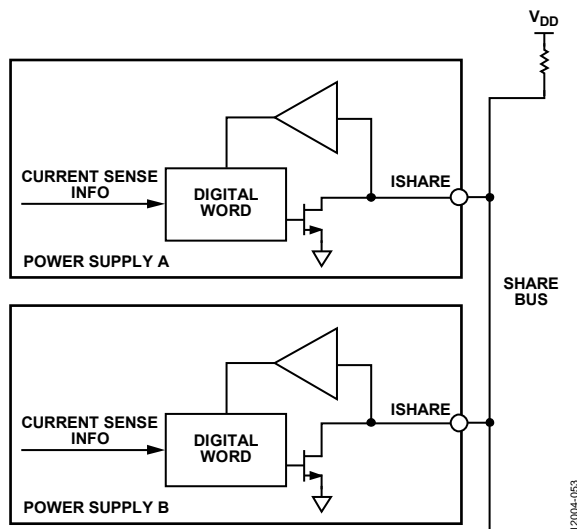 VDD
CURRENT SENSE
INFO
DIGITAL
WORD
ISHARE
POWER SUPPLY A
SHARE
BUS
CURRENT SENSE
INFO
DIGITAL
WORD
ISHARE
POWER SUPPLY B
12004-053